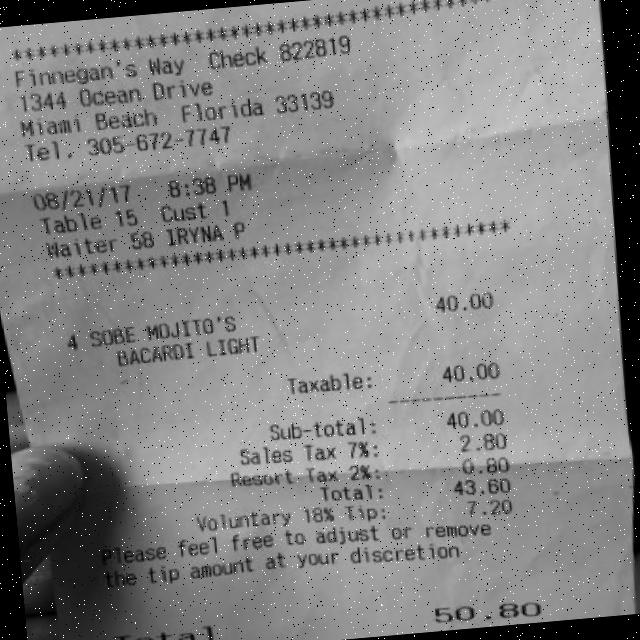 ************************************
Finnegan's Way Check 822819
1344 Ocean Drive
Miami Beach Florida 33139
Tel. 305-672-7747
08/21/17 8:38 PM
Table 15 Cust 1
Waiter 58 IRYNA P
************************************
4 SOBE MOJITO'S 40.00
BACARDI LIGHT
Taxable: 40.00
Sub-total: 40.00
Sales Tax 7%: 2.80
Resort Tax 2%: 0.80
Total: 43.60
Voluntary 18% Tip: 7.20
Please feel free to adjust or remove
the tip amount at your discretion
Total 50.80